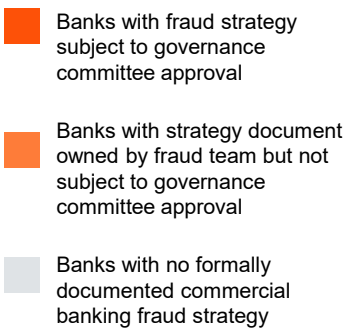 Banks with fraud strategy
subject to governance
committee approval
Banks with strategy document
owned by fraud team but not
subject to governance
committee approval
Banks with no formally
documented commercial
banking fraud strategy